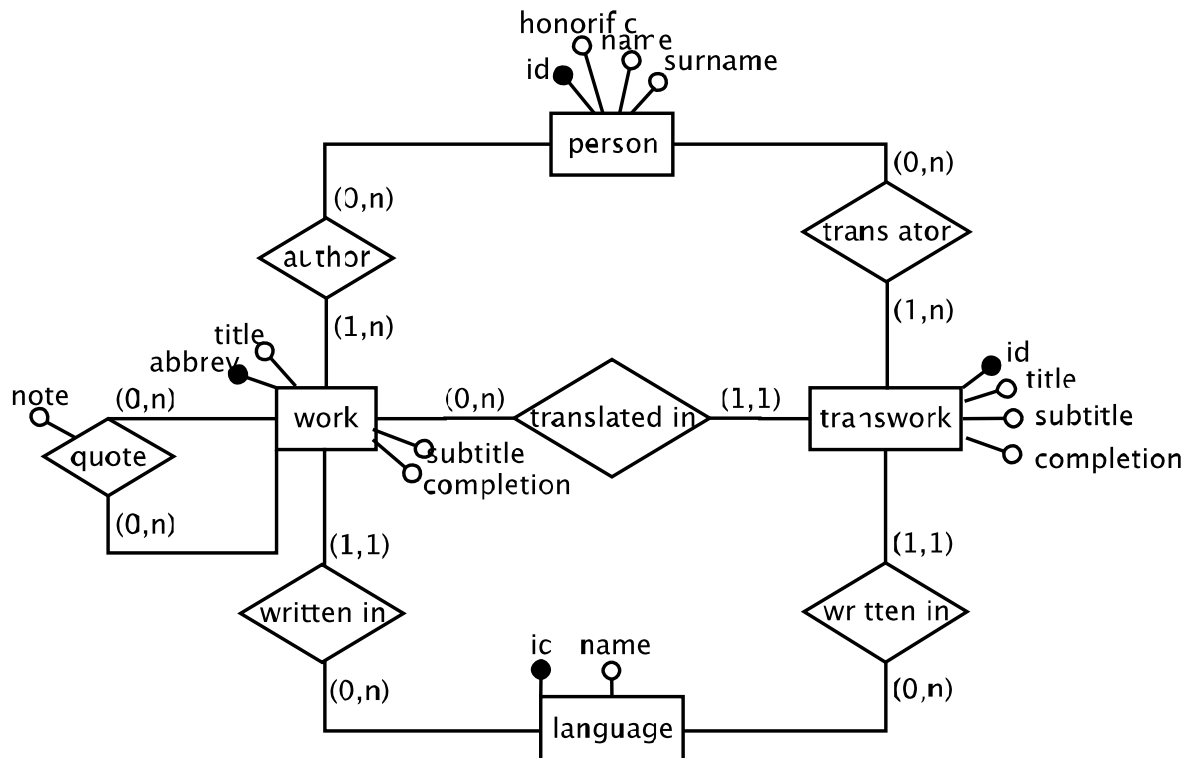 honorif c
name
id
surname
person
(0,n)
(0,n)
author
trans ator
(1,n)
(1,n)
title
abbrev
id
title
note
(0,n)
(0,n)
(1,1)
work
translated in
transwork
subtitle
quote
subtitle
completion
completion
(0,n)
(1,1)
(1,1)
written in
wr tten in
ic
name
(0,n)
(0,n)
language